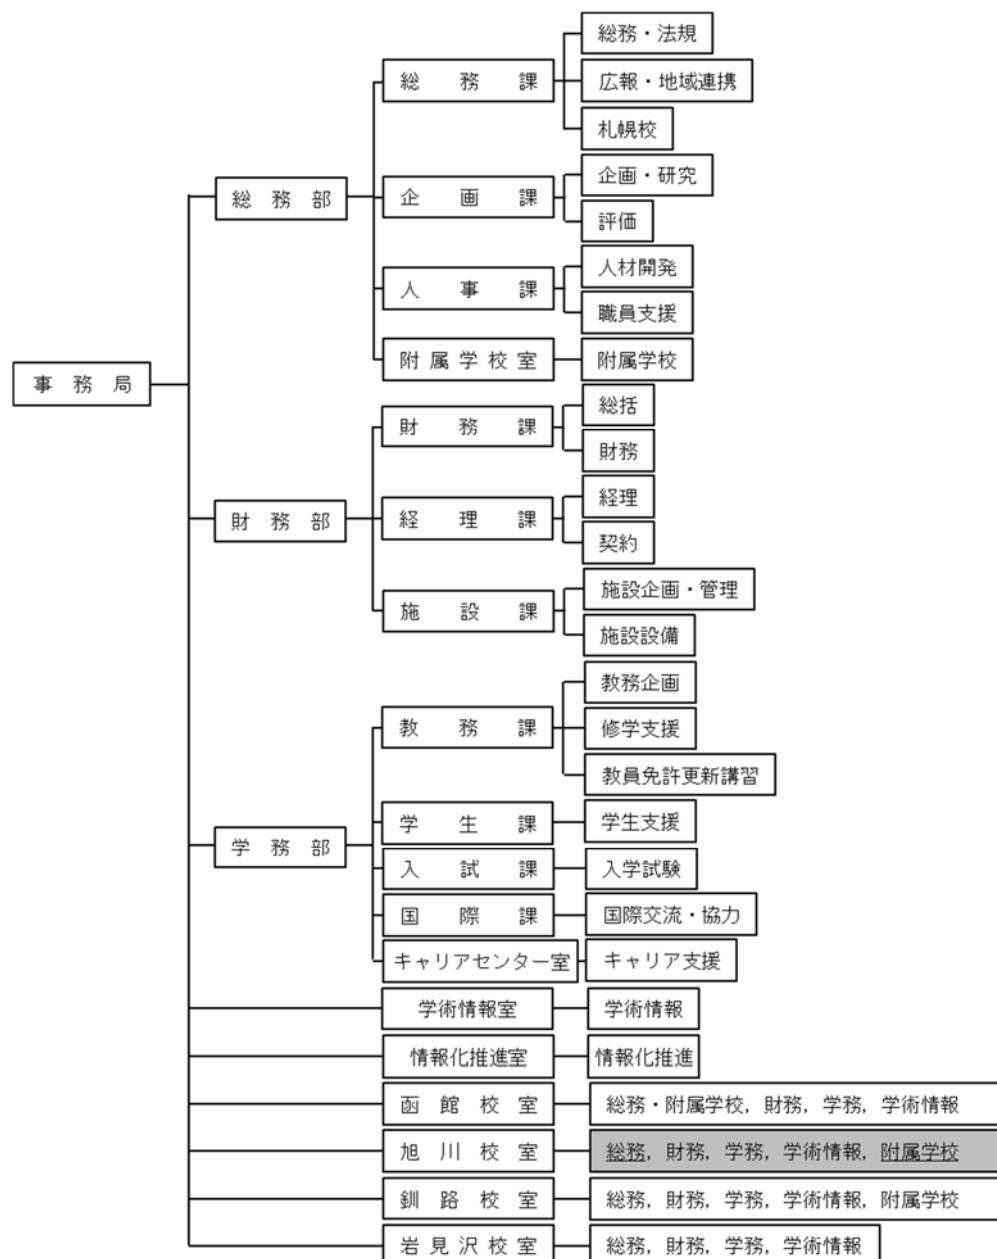 総務・法規
総務課
広報・地域連携
札幌校
総務部
企画課
企画・研究
評価
人事課
人材開発
職員支援
附属学校室
附属学校
事務局
財務課
総括
財務
財務部
経理課
経理
契約
施設課
施設企画・管理
施設設備
教務課
教務企画
修学支援
教員免許更新講習
学務部
学生課
学生支援
入試課
入学試験
国際課
国際交流・協力
キャリアセンター室
キャリア支援
学術情報室
学術情報
情報化推進室
情報化推進
函館校室
総務・附属学校, 財務, 学務, 学術情報
旭川校室
総務, 財務, 学務, 学術情報, 附属学校
釧路校室
総務, 財務, 学務, 学術情報, 附属学校
岩見沢校室
総務, 財務, 学務, 学術情報